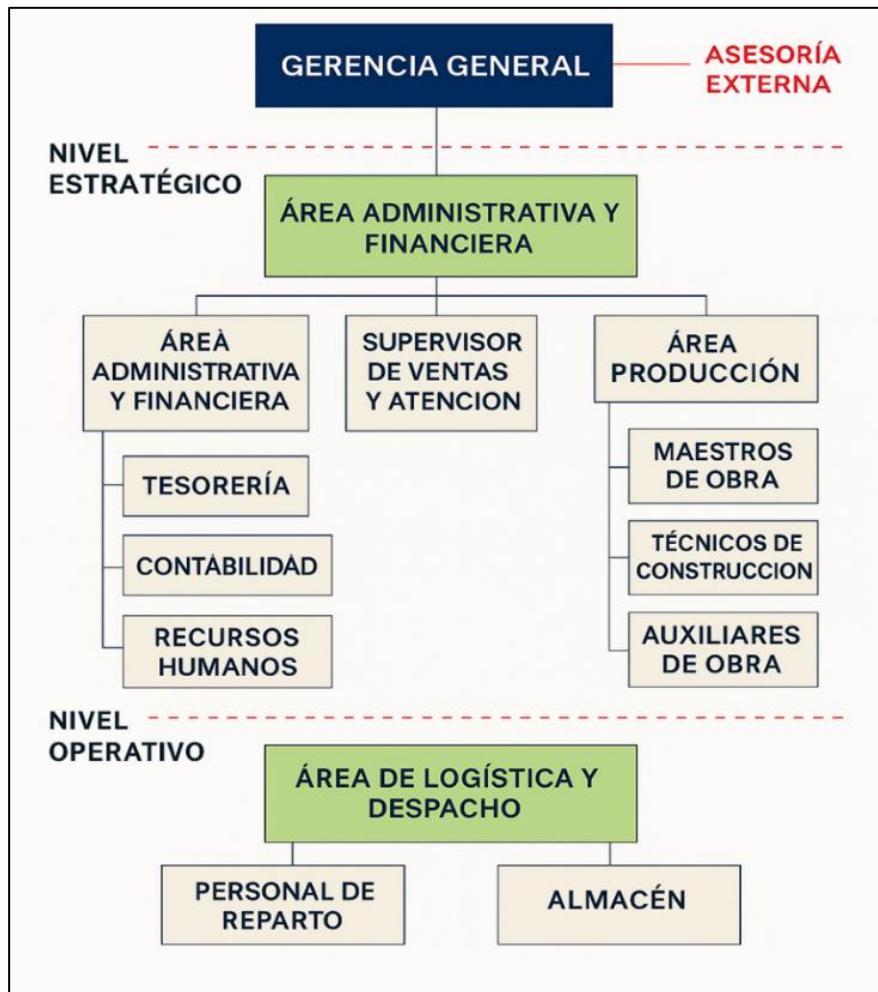 GERENCIA GENERAL
ASESORÍA
EXTERNA
NIVEL
ESTRATÉGICO
ÁREA ADMINISTRATIVA Y
FINANCIERA
ÁREÀ
ADMINISTRATIVA
Y FINANCIERA
SUPERVISOR
DE VENTAS
Y ATENCION
ÁREA
PRODUCCIÓN
TESORERÍA
CONTABILIDAD
RECURSOS
HUMANOS
MAESTROS
DE OBRA
TÉCNICOS DE
CONSTRUCCION
AUXILIARES
DE OBRA
NIVEL
OPERATIVO
ÁREA DE LOGÍSTICA Y
DESPACHO
PERSONAL DE
REPARTO
ALMACÉN